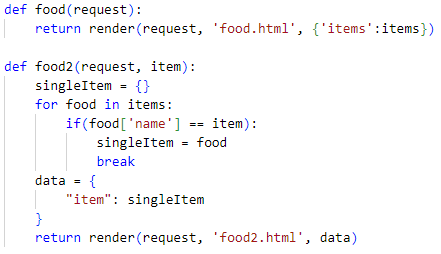 def food(request):
    return render(request, 'food.html', {'items':items})

def food2(request, item):
    singleItem = {}
    for food in items:
        if(food['name'] == item):
            singleItem = food
            break
    data = {
        "item": singleItem
    }
    return render(request, 'food2.html', data)